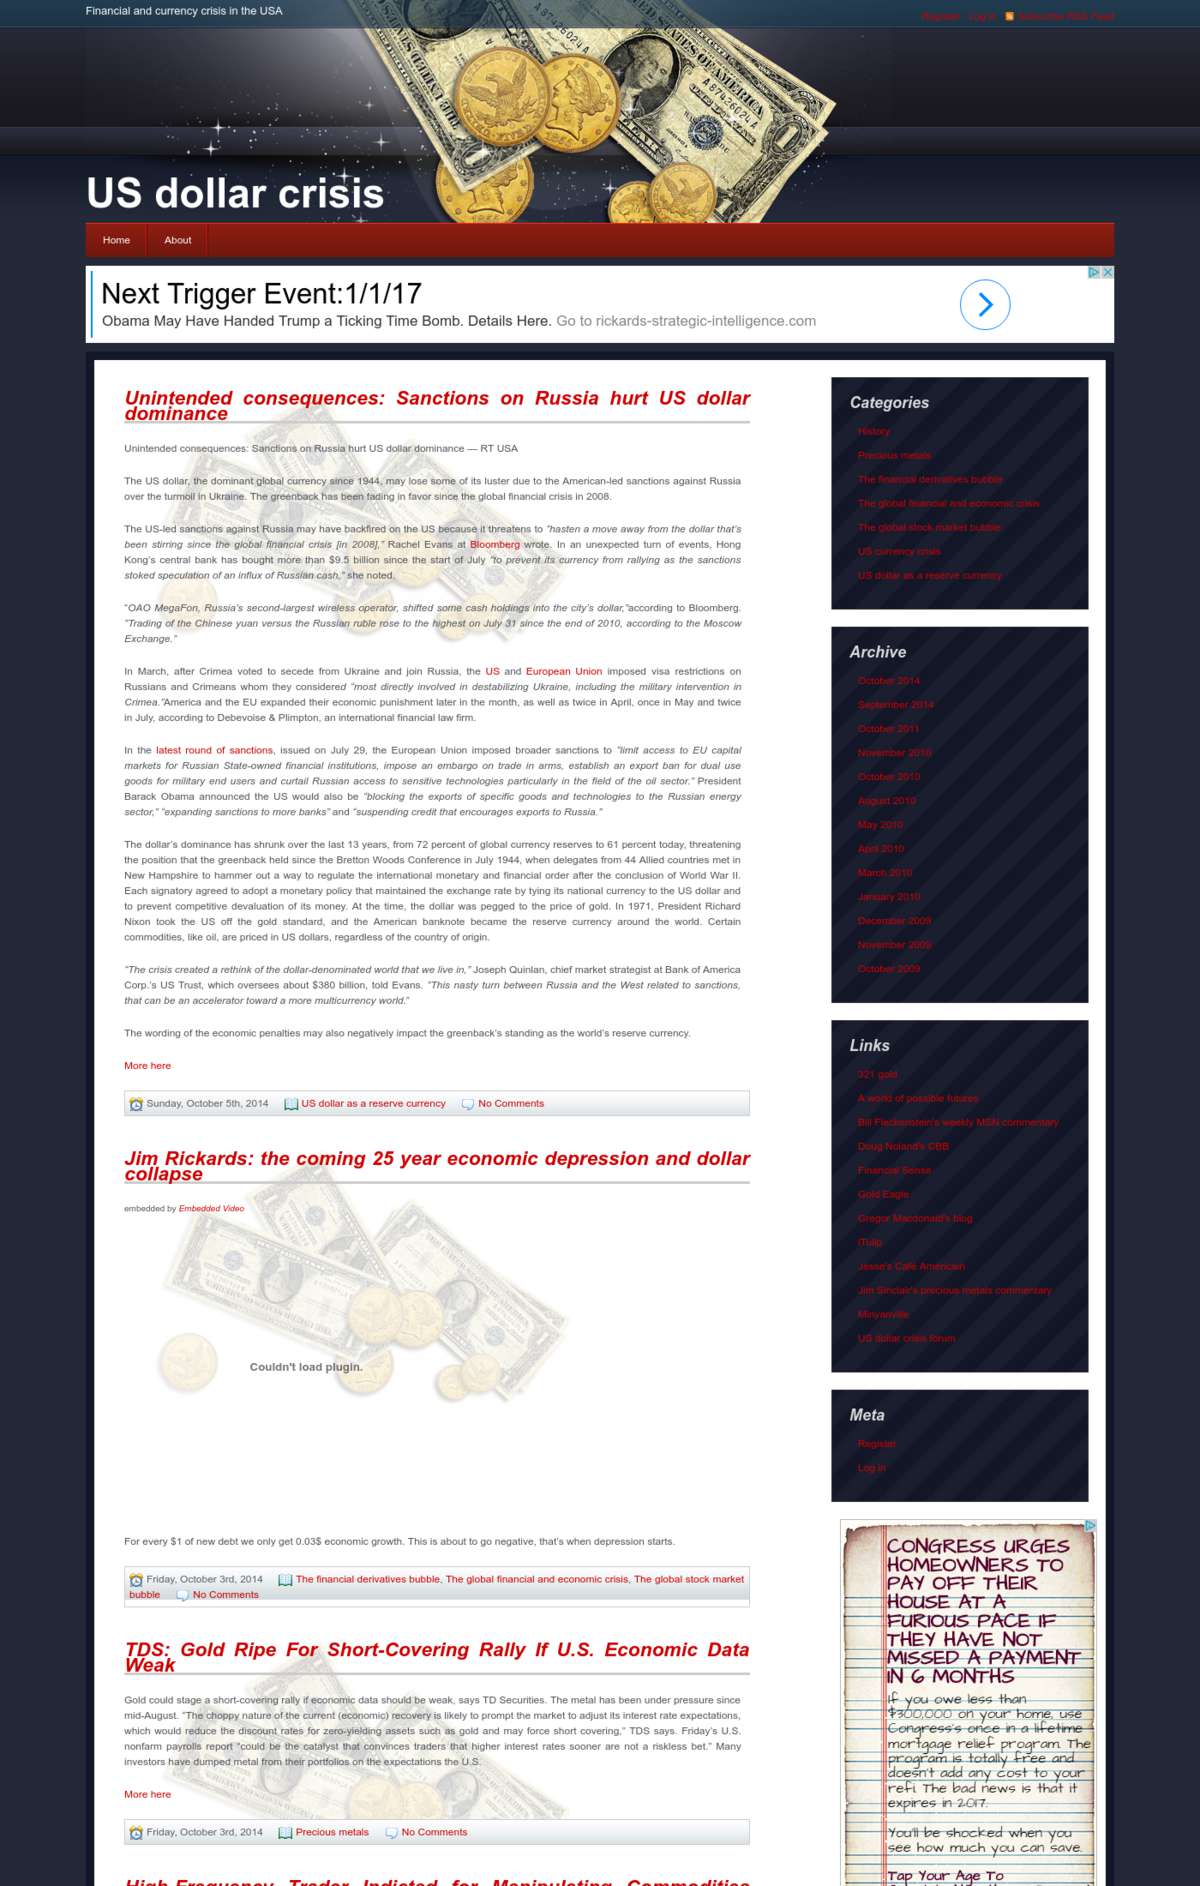 Financial and currency crisis in the USA
Register Log in Subscribe RSS Feed
US dollar crisis
Home About
Next Trigger Event:1/1/17
Obama May Have Handed Trump a Ticking Time Bomb. Details Here. Go to rickards-strategic-intelligence.com
Unintended consequences: Sanctions on Russia hurt US dollar
dominance
Unintended consequences: Sanctions on Russia hurt US dollar dominance — RT USA
The US dollar, the dominant global currency since 1944, may lose some of its luster due to the American-led sanctions against Russia
over the turmoil in Ukraine. The greenback has been fading in favor since the global financial crisis in 2008.
The US-led sanctions against Russia may have backfired on the US because it threatens to "hasten a move away from the dollar that's
been stirring since the global financial crisis [in 2008]," Rachel Evans at Bloomberg wrote. In an unexpected turn of events, Hong
Kong's central bank has bought more than $9.5 billion since the start of July "to prevent its currency from rallying as the sanctions
stoked speculation of an influx of Russian cash," she noted.
"OAO MegaFon, Russia's second-largest wireless operator, shifted some cash holdings into the city's dollar,"according to Bloomberg.
"Trading of the Chinese yuan versus the Russian ruble rose to the highest on July 31 since the end of 2010, according to the Moscow
Exchange."
In March, after Crimea voted to secede from Ukraine and join Russia, the US and European Union imposed visa restrictions on
Russians and Crimeans whom they considered "most directly involved in destabilizing Ukraine, including the military intervention in
Crimea."America and the EU expanded their economic punishment later in the month, as well as twice in April, once in May and twice
in July, according to Debevoise & Plimpton, an international financial law firm.
In the latest round of sanctions, issued on July 29, the European Union imposed broader sanctions to "limit access to EU capital
markets for Russian State-owned financial institutions, impose an embargo on trade in arms, establish an export ban for dual use
goods for military end users and curtail Russian access to sensitive technologies particularly in the field of the oil sector." President
Barack Obama announced the US would also be "blocking the exports of specific goods and technologies to the Russian energy
sector," "expanding sanctions to more banks" and "suspending credit that encourages exports to Russia."
The dollar's dominance has shrunk over the last 13 years, from 72 percent of global currency reserves to 61 percent today, threatening
the position that the greenback held since the Bretton Woods Conference in July 1944, when delegates from 44 Allied countries met in
New Hampshire to hammer out a way to regulate the international monetary and financial order after the conclusion of World War II.
Each signatory agreed to adopt a monetary policy that maintained the exchange rate by tying its national currency to the US dollar and
to prevent competitive devaluation of its money. At the time, the dollar was pegged to the price of gold. In 1971, President Richard
Nixon took the US off the gold standard, and the American banknote became the reserve currency around the world. Certain
commodities, like oil, are priced in US dollars, regardless of the country of origin.
"The crisis created a rethink of the dollar-denominated world that we live in," Joseph Quinlan, chief market strategist at Bank of America
Corp.'s US Trust, which oversees about $380 billion, told Evans. "This nasty turn between Russia and the West related to sanctions,
that can be an accelerator toward a more multicurrency world."
The wording of the economic penalties may also negatively impact the greenback's standing as the world's reserve currency.
More here
Sunday, October 5th, 2014 US dollar as a reserve currency No Comments
Jim Rickards: the coming 25 year economic depression and dollar
collapse
embedded by Embedded Video
Couldn't load plugin.
For every $1 of new debt we only get 0.03$ economic growth. This is about to go negative, that's when depression starts.
Friday, October 3rd, 2014 The financial derivatives bubble, The global financial and economic crisis, The global stock market
bubble No Comments
TDS: Gold Ripe For Short-Covering Rally If U.S. Economic Data
Weak
Gold could stage a short-covering rally if economic data should be weak, says TD Securities. The metal has been under pressure since
mid-August. "The choppy nature of the current (economic) recovery is likely to prompt the market to adjust its interest rate expectations,
which would reduce the discount rates for zero-yielding assets such as gold and may force short covering," TDS says. Friday's U.S.
nonfarm payrolls report "could be the catalyst that convinces traders that higher interest rates sooner are not a riskless bet." Many
investors have dumped metal from their portfolios on the expectations the U.S.
More here
Friday, October 3rd, 2014 Precious metals No Comments
High-Frequency Trader Indicted for Manipulating Commodities
Categories
History
Precious metals
The financial derivatives bubble
The global financial and economic crisis
The global stock market bubble
US currency crisis
US dollar as a reserve currency
Archive
October 2014
September 2014
October 2011
November 2010
October 2010
August 2010
May 2010
April 2010
March 2010
January 2010
December 2009
November 2009
October 2009
Links
321 gold
A world of possible futures
Bill Fleckenstein's weekly MSN commentary
Doug Noland's CBB
Financial Sense
Gold Eagle
Gregor Macdonald's blog
iTulip
Jesse's Café Américain
Jim Sinclair's precious metals commentary
Minyanville
US dollar crisis forum
Meta
Register
Log in
CONGRESS URGES
HOMEOWNERS TO
PAY OFF THEIR
HOUSE AT A
FURIOUS PACE IF
THEY HAVE NOT
MISSED A PAYMENT
IN 6 MONTHS
If you owe less than
$300,000 on your home, use
Congress's once in a lifetime
mortgage relief program. The
program is totally free and
doesn't add any cost to your
refi. The bad news is that it
expires in 2017.
You'll be shocked when you
see how much you can save.
Tap Your Age To